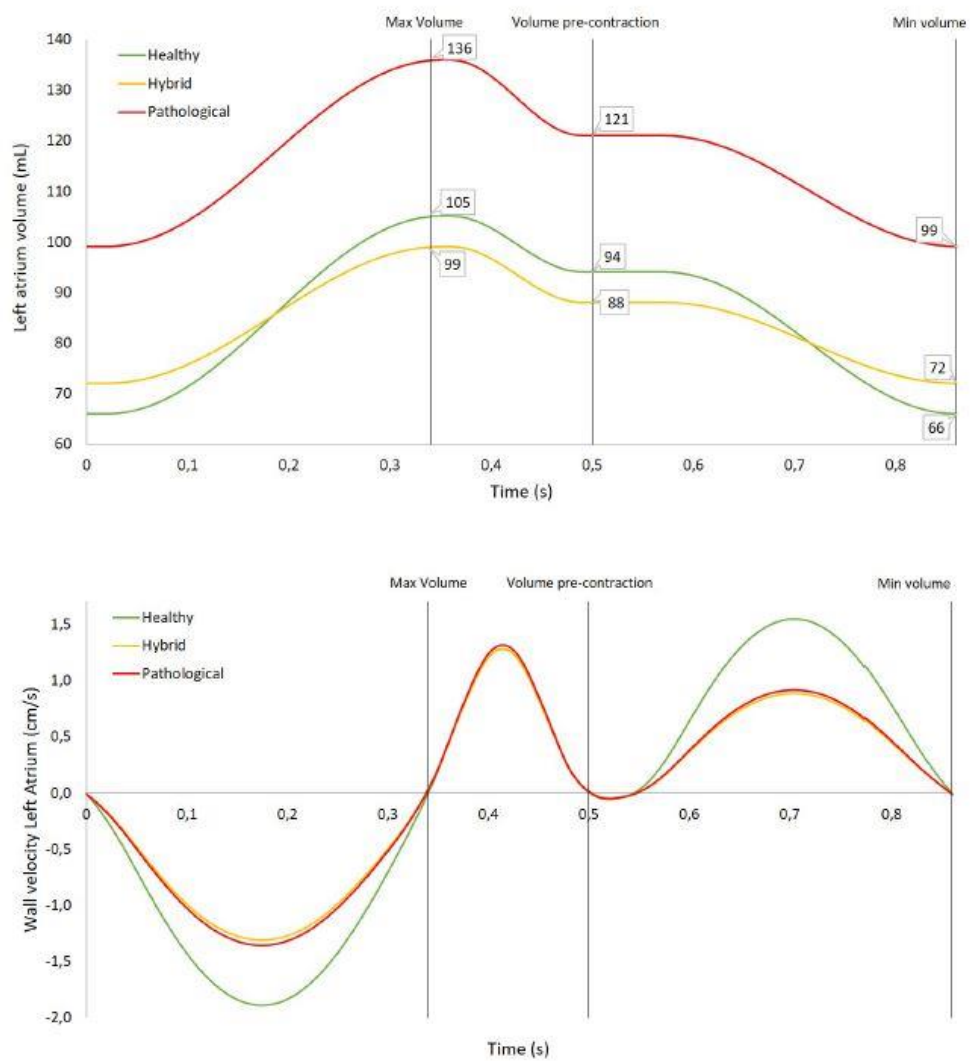 Max Volume Volume pre-contraction Min volume
140
130
120
110
100
90
80
70
60
Left atrium volume (mL)
Healthy
Hybrid
Pathological
136
121
105
99
94
88
99
72
66
0 0,1 0,2 0,3 0,4 0,5 0,6 0,7 0,8
Time (s)
Max Volume Volume pre-contraction Min volume
1,5
1,0
0,5
0,0
-0,5
-1,0
-1,5
-2,0
Wall velocity Left Atrium (cm/s)
Healthy
Hybrid
Pathological
0 0,1 0,2 0,3 0,4 0,5 0,6 0,7 0,8
Time (s)